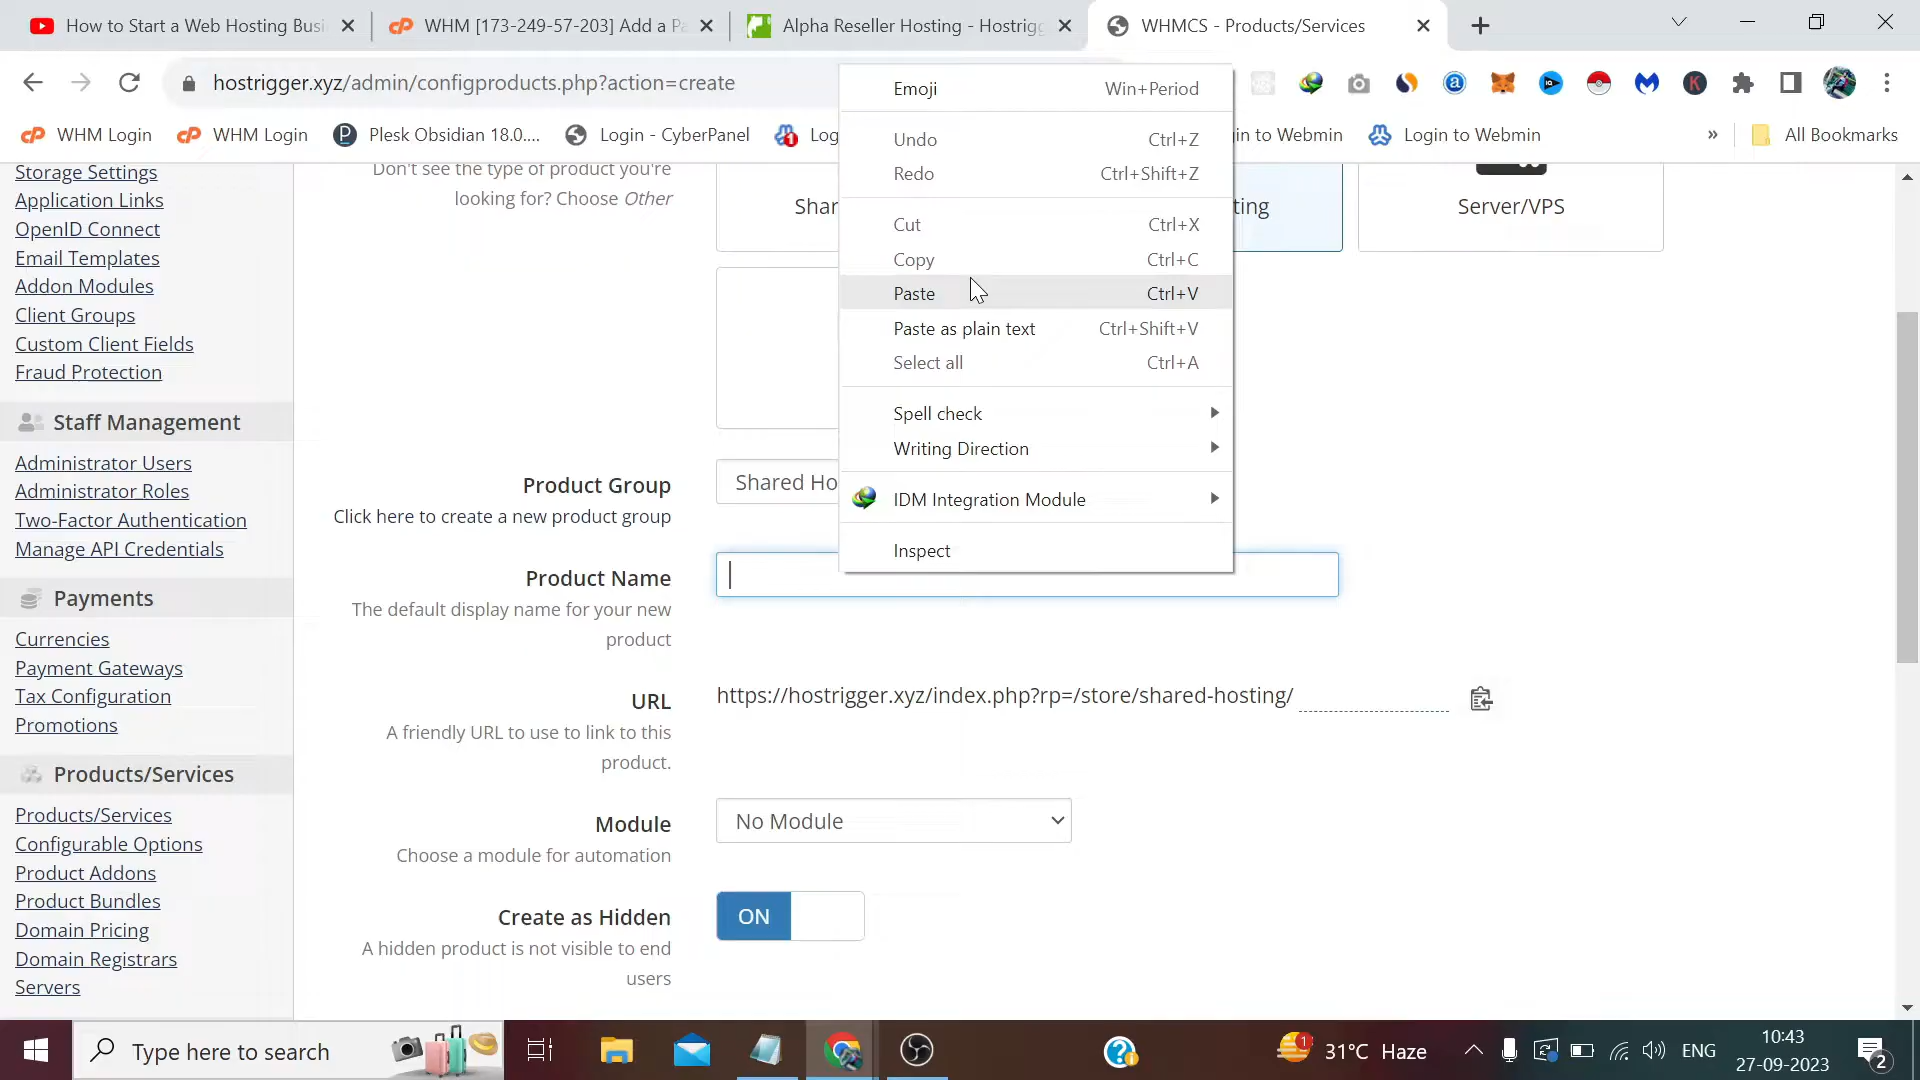 How to Start a Web Hosting Busi
WHM [173-249-57-203] Add a Pa
Alpha Reseller Hosting - Hostrigg
WHMCS - Products/Services
hostrigger.xyz/admin/configproducts.php?action=create
WHM Login
WHM Login
Plesk Obsidian 18.0....
Login - CyberPanel
Log
in to Webmin
Login to Webmin
»
All Bookmarks
Emoji Win+Period
Undo Ctrl+Z
Redo Ctrl+Shift+Z
Cut Ctrl+X
Copy Ctrl+C
Paste Ctrl+V
Paste as plain text Ctrl+Shift+V
Select all Ctrl+A
Spell check
Writing Direction
IDM Integration Module
Inspect
Storage Settings
Application Links
OpenID Connect
Email Templates
Addon Modules
Client Groups
Custom Client Fields
Fraud Protection
Staff Management
Administrator Users
Administrator Roles
Two-Factor Authentication
Manage API Credentials
Payments
Currencies
Payment Gateways
Tax Configuration
Promotions
Products/Services
Products/Services
Configurable Options
Product Addons
Product Bundles
Domain Pricing
Domain Registrars
Servers
Don't see the type of product you're
looking for? Choose Other
Shar
ting
Server/VPS
Product Group
Shared Ho
Click here to create a new product group
Product Name
The default display name for your new
product
URL
https://hostrigger.xyz/index.php?rp=/store/shared-hosting/
A friendly URL to use to link to this
product.
Module
No Module
Choose a module for automation
Create as Hidden
ON
A hidden product is not visible to end
users
Type here to search
1
31°C Haze
ENG
10:43
27-09-2023
2